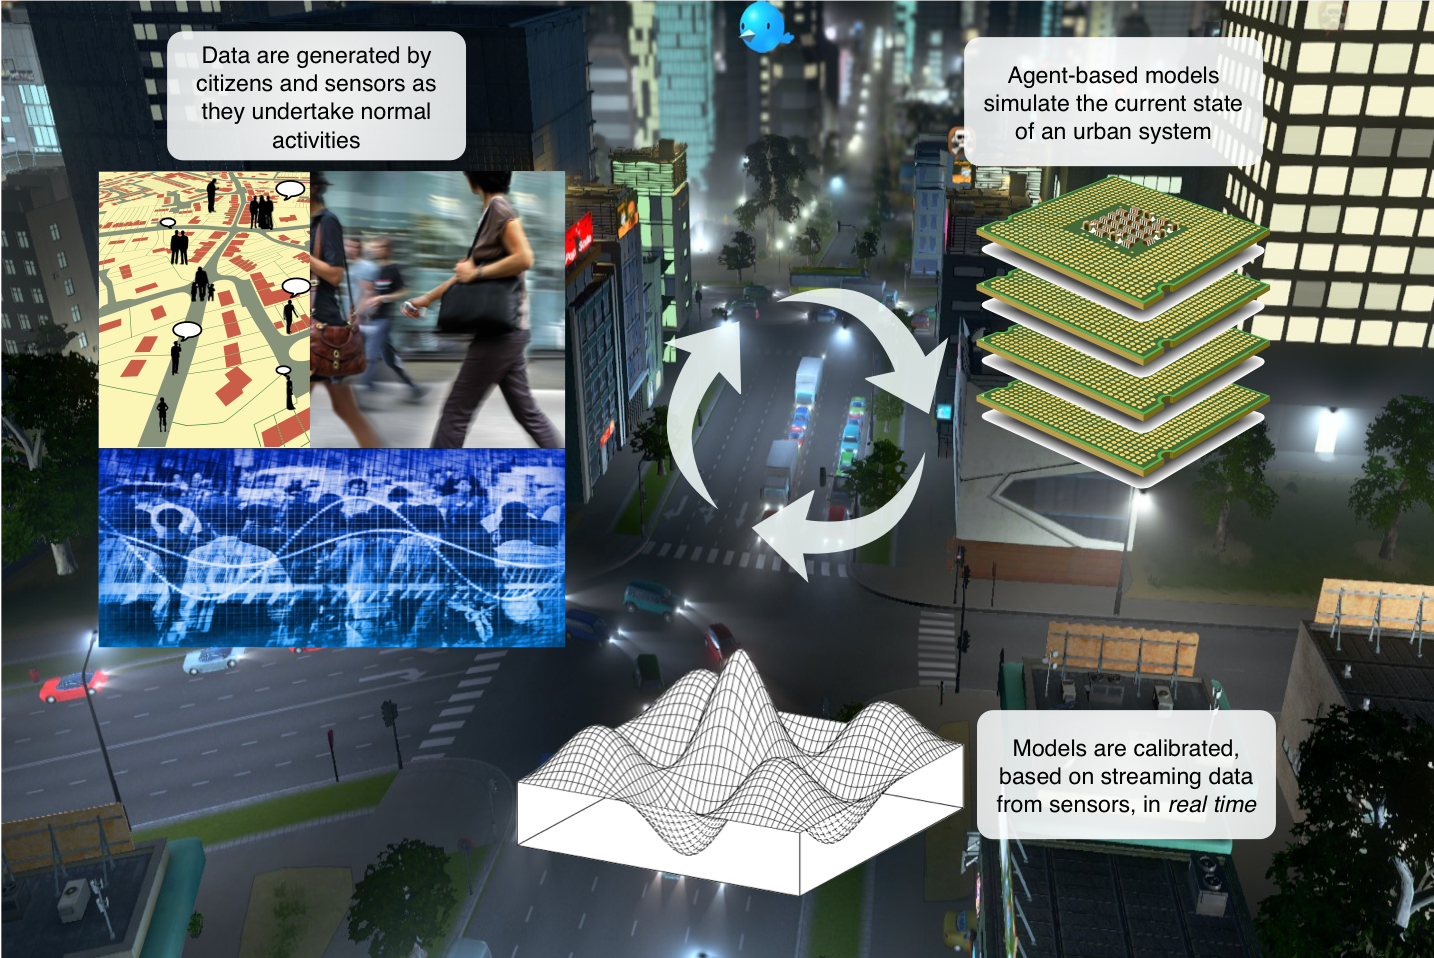 Data are generated by
citizens and sensors as
they undertake normal
activities
Agent-based models
simulate the current state
of an urban system
Models are calibrated,
based on streaming data
from sensors, in real time